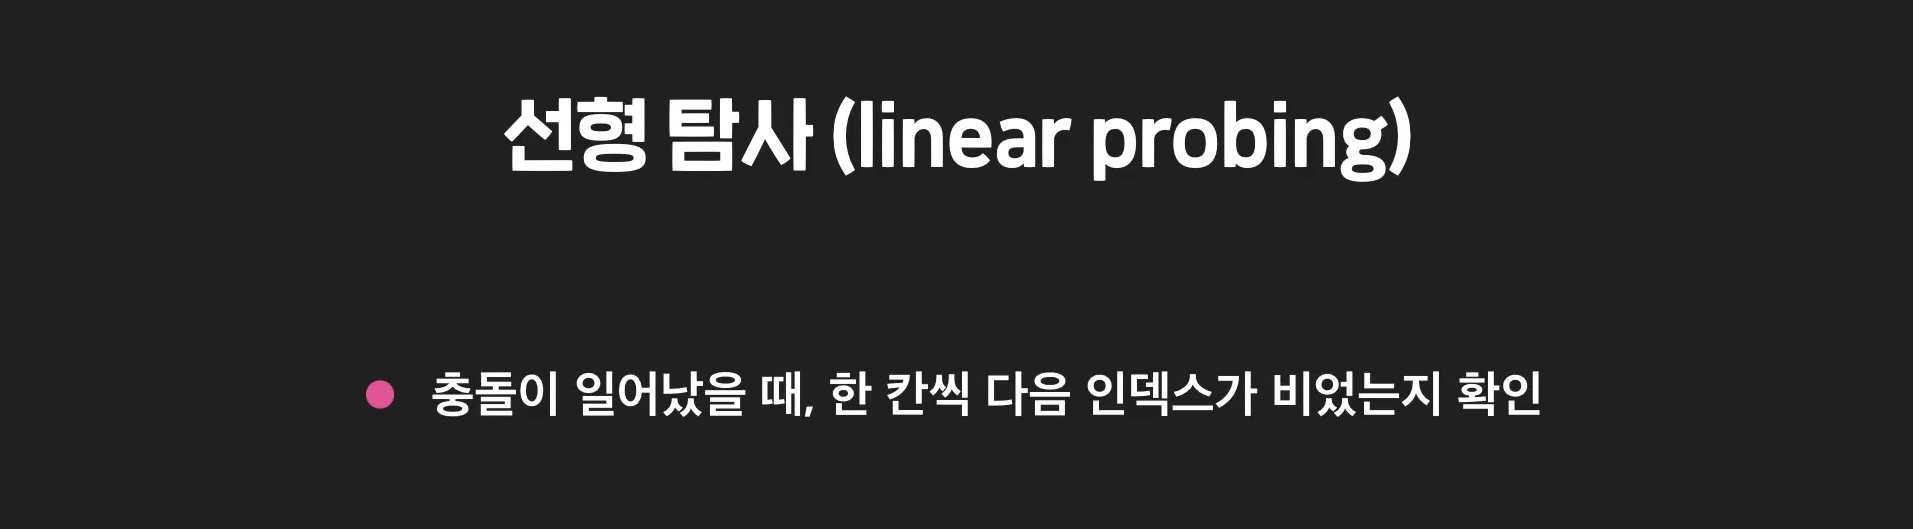 선형 탐사 (linear probing)
충돌이 일어났을 때, 한 칸씩 다음 인덱스가 비었는지 확인